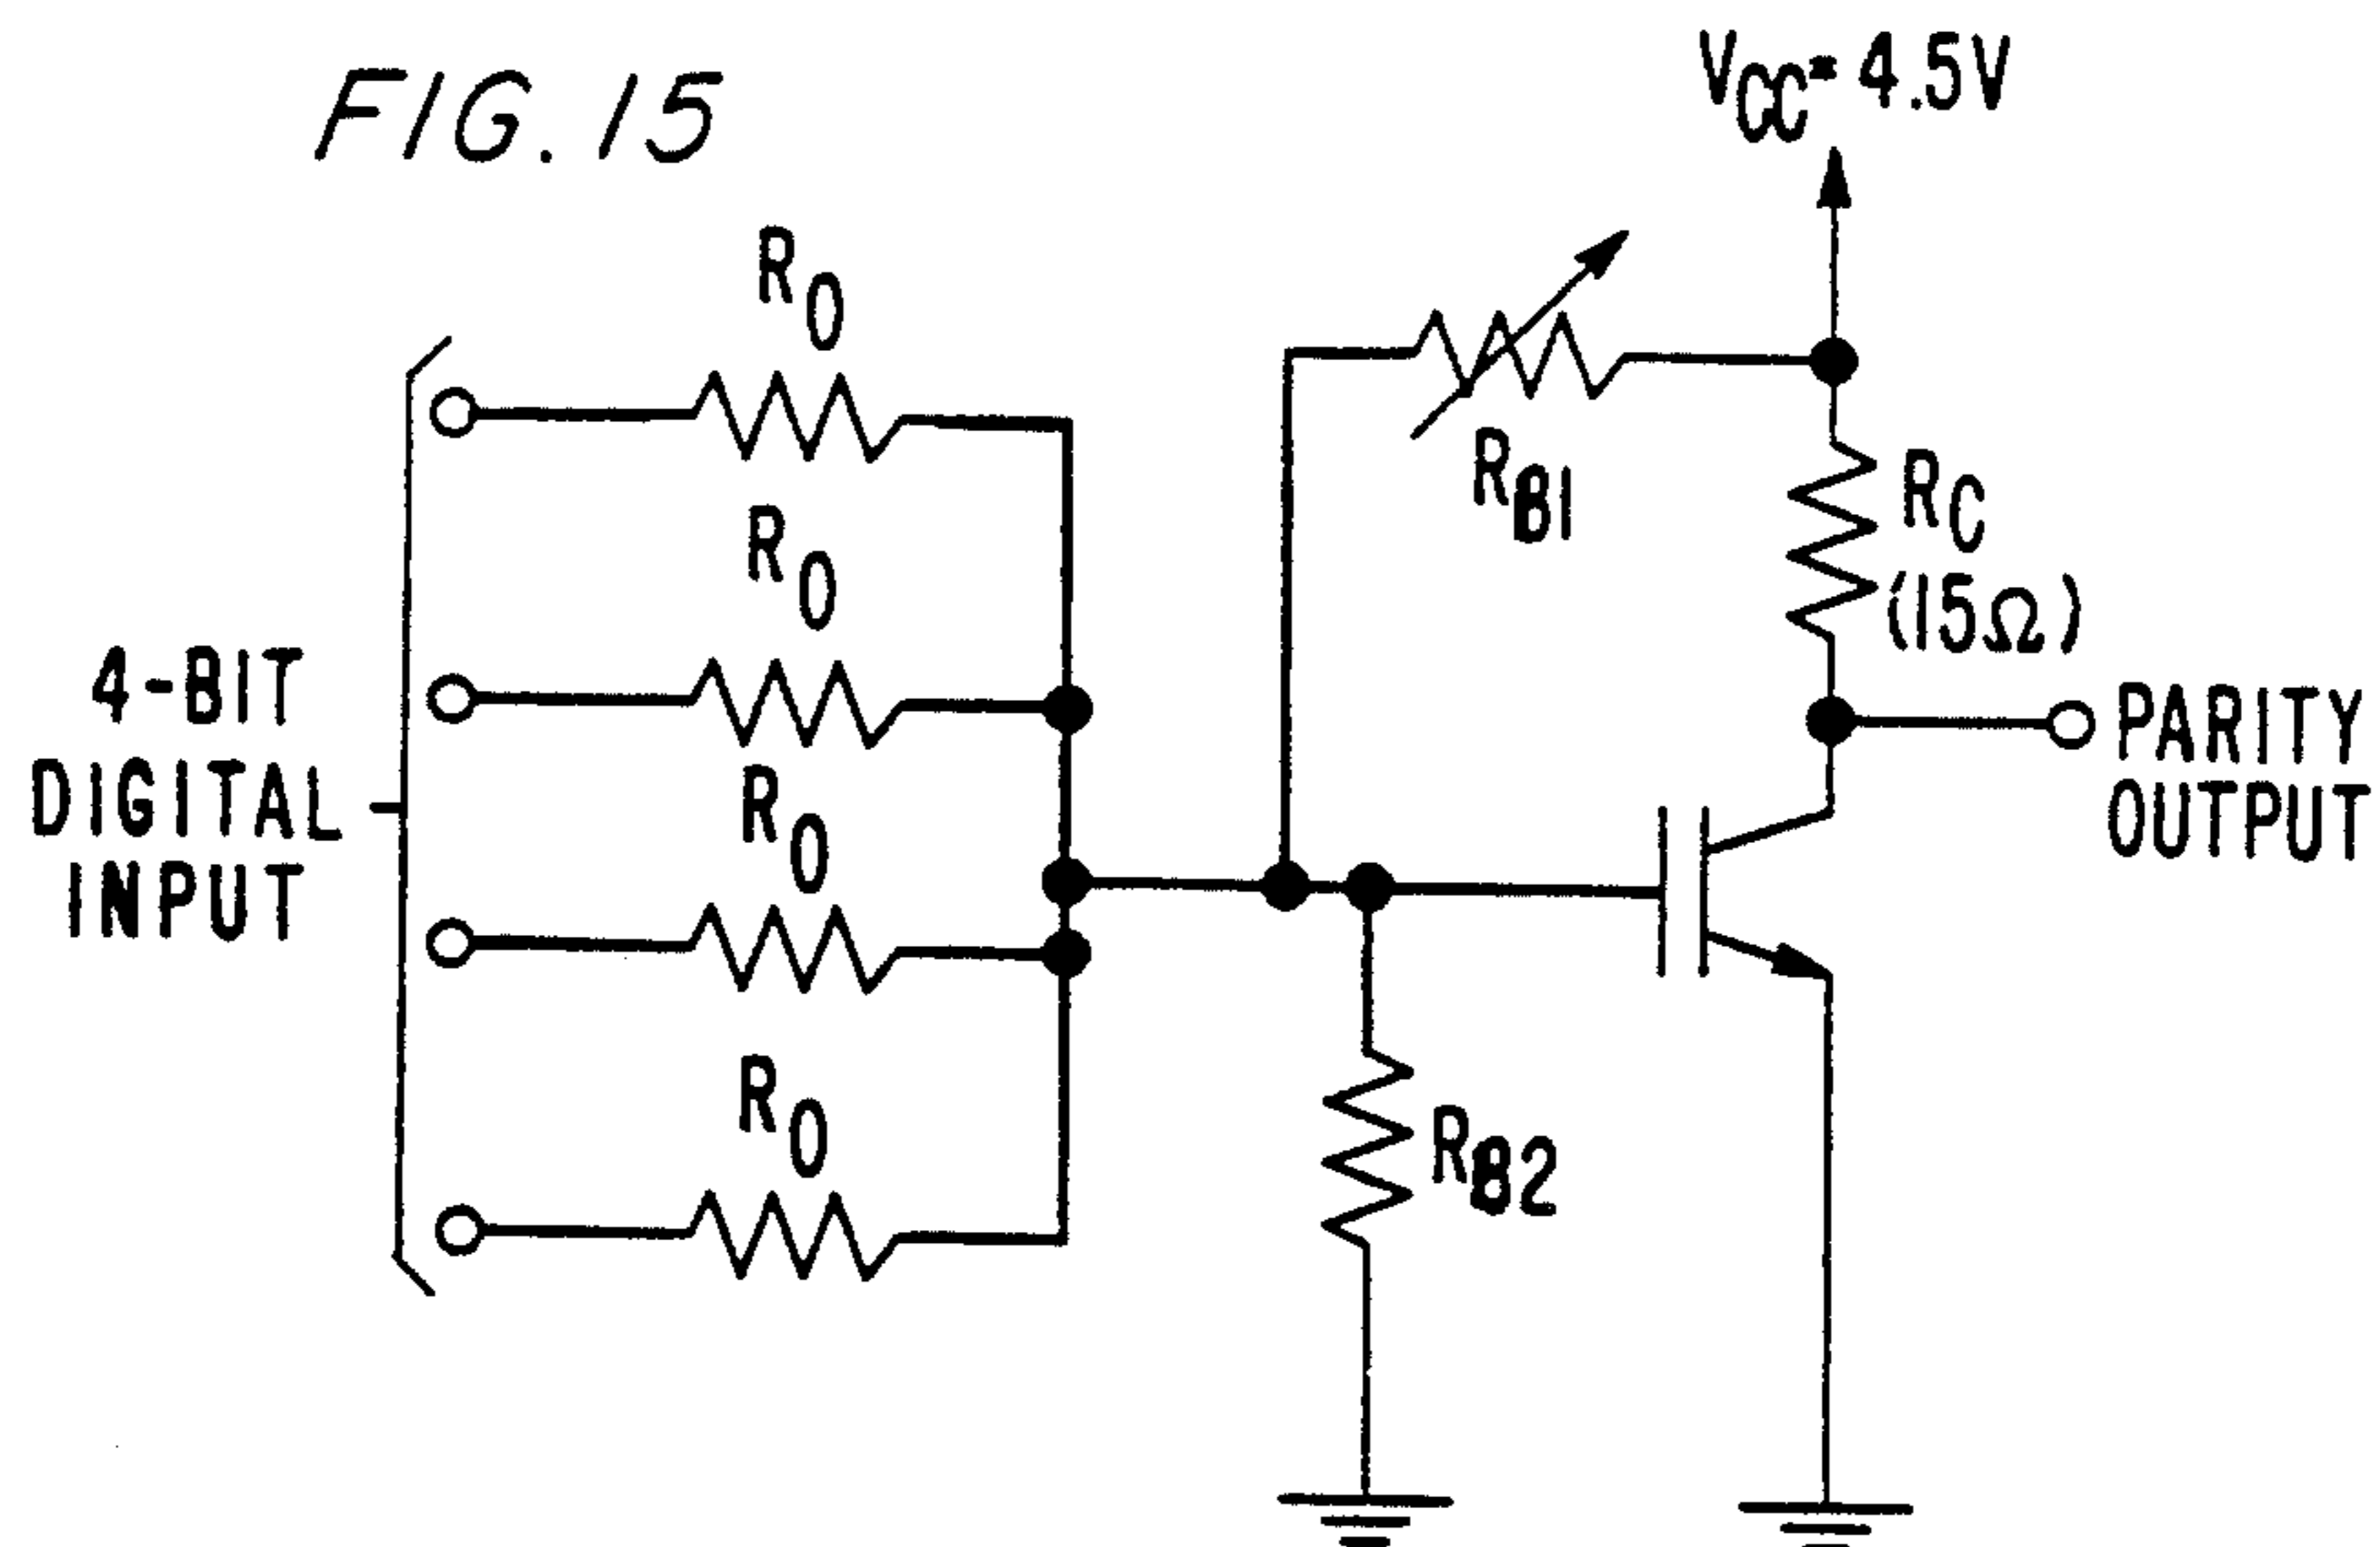 FIG. 15
VCC = 4.5V
R0
R0
R0
R0
4-BIT
DIGITAL
INPUT
RB1
RC
(15Ω)
PARITY
OUTPUT
RB2